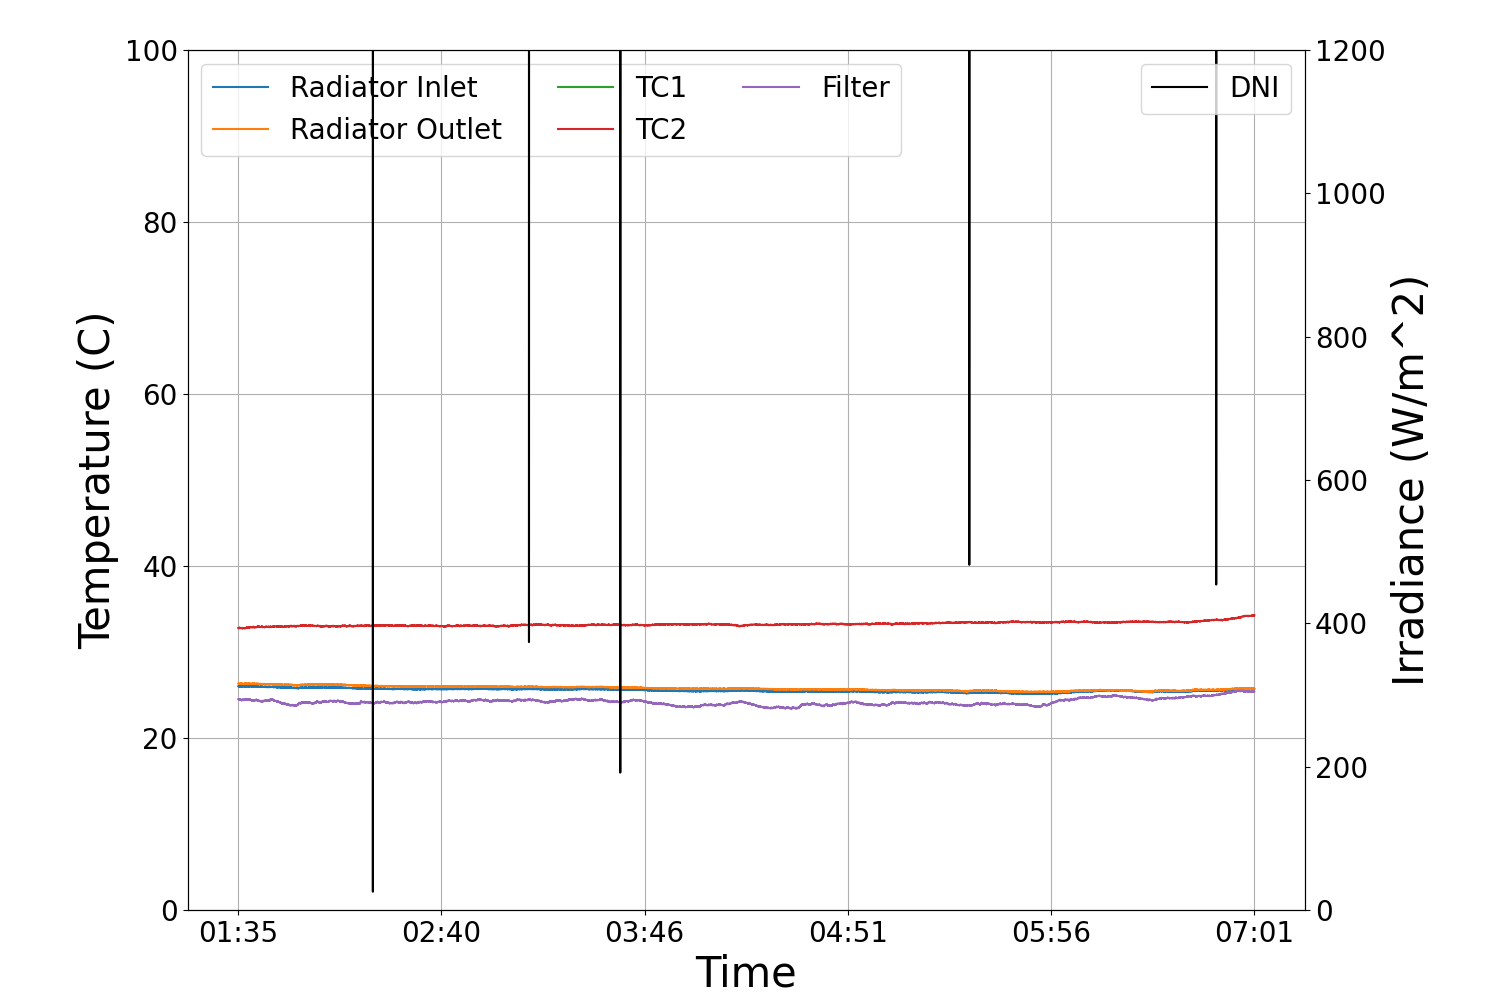 100
80
60
40
20
0
Temperature (C)
Radiator Inlet
Radiator Outlet
TC1
TC2
Filter
DNI
1200
1000
800
600
400
200
0
Irradiance (W/m^2)
01:35 02:40 03:46 04:51 05:56 07:01
Time